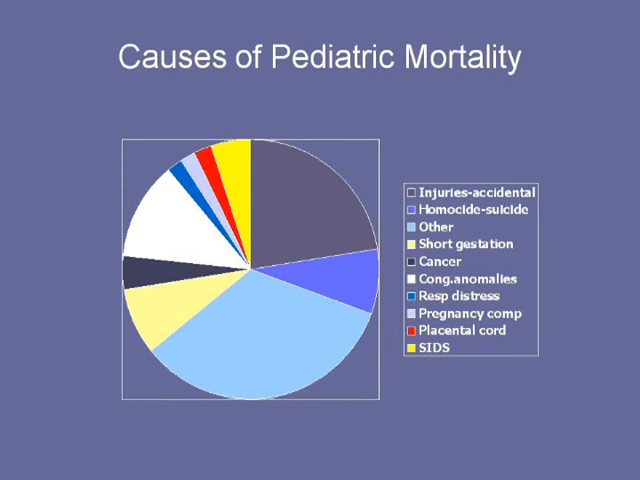 Causes of Pediatric Mortality
Injuries-accidental
Homocide-suicide
Other
Short gestation
Cancer
Cong.anomalies
Resp distress
Pregnancy comp
Placental cord
SIDS